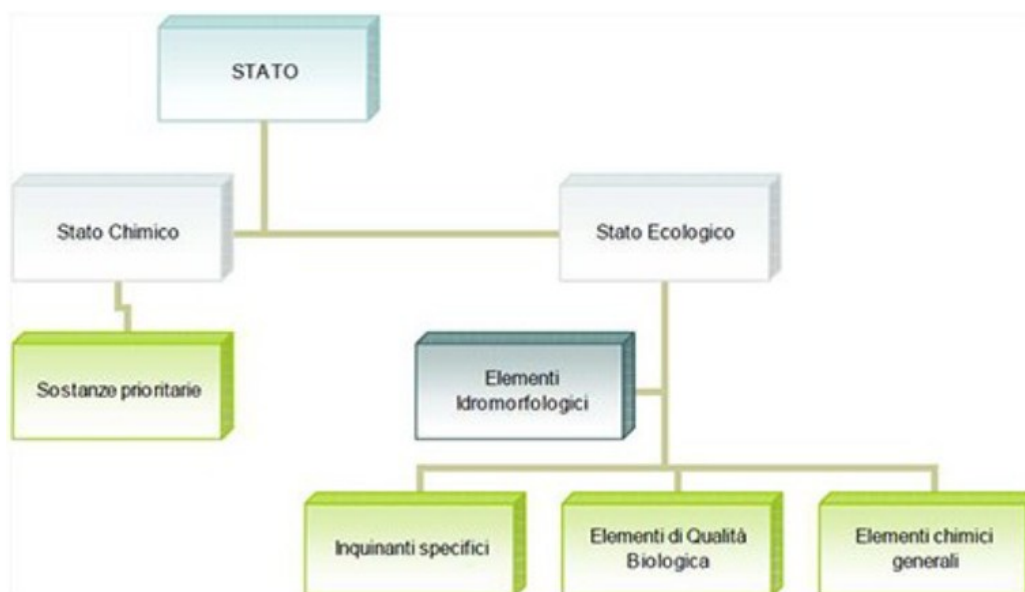 STATO
Stato Chimico
Stato Ecologico
Sostanze prioritarie
Elementi
Idromorfologici
Inquinanti specifici
Elementi di Qualità
Biologica
Elementi chimici
generali